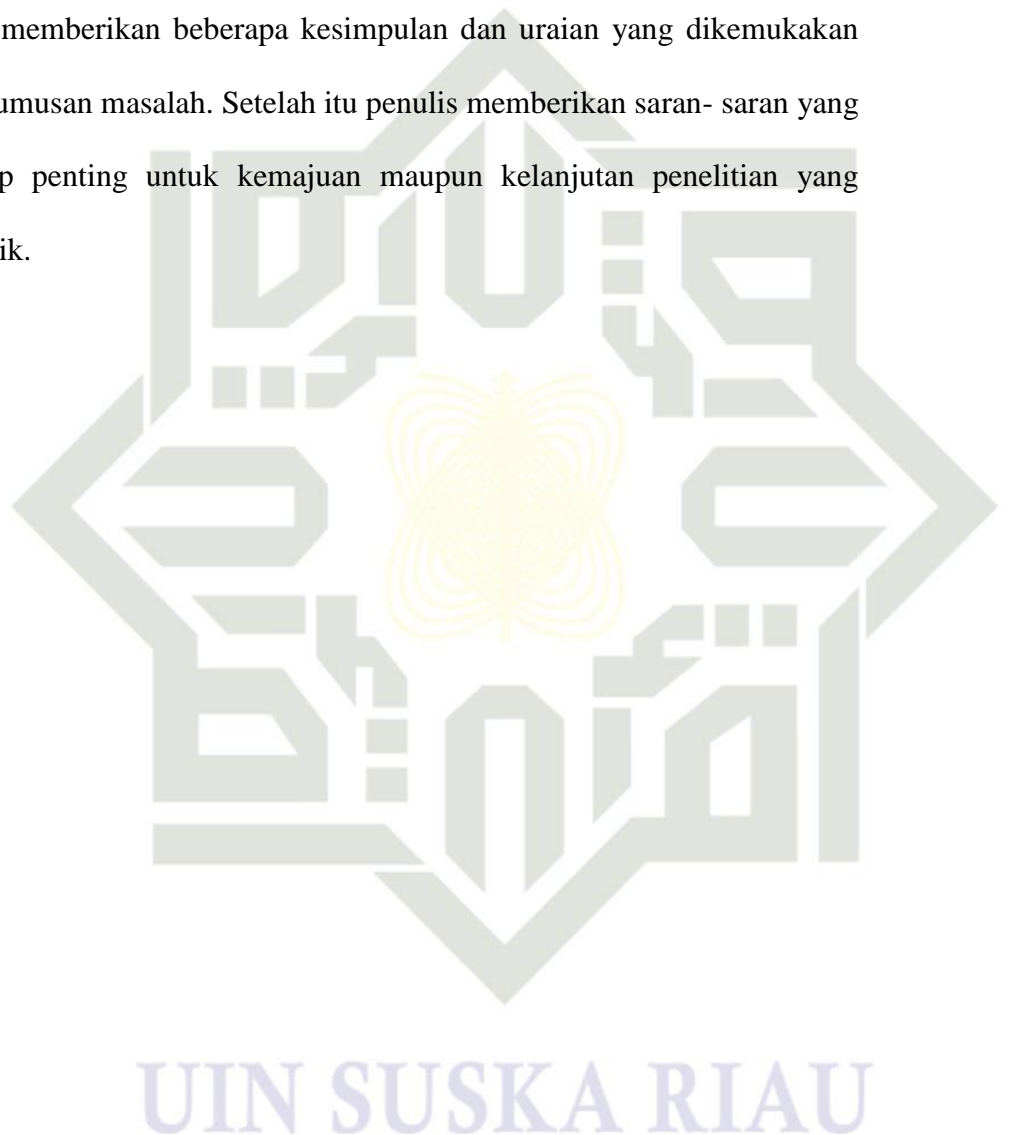 memberikan beberapa kesimpulan dan uraian yang dikemukakan
umusan masalah. Setelah itu penulis memberikan saran- saran yang
p penting untuk kemajuan maupun kelanjutan penelitian yang
ik.
UIN SUSKA RIAU